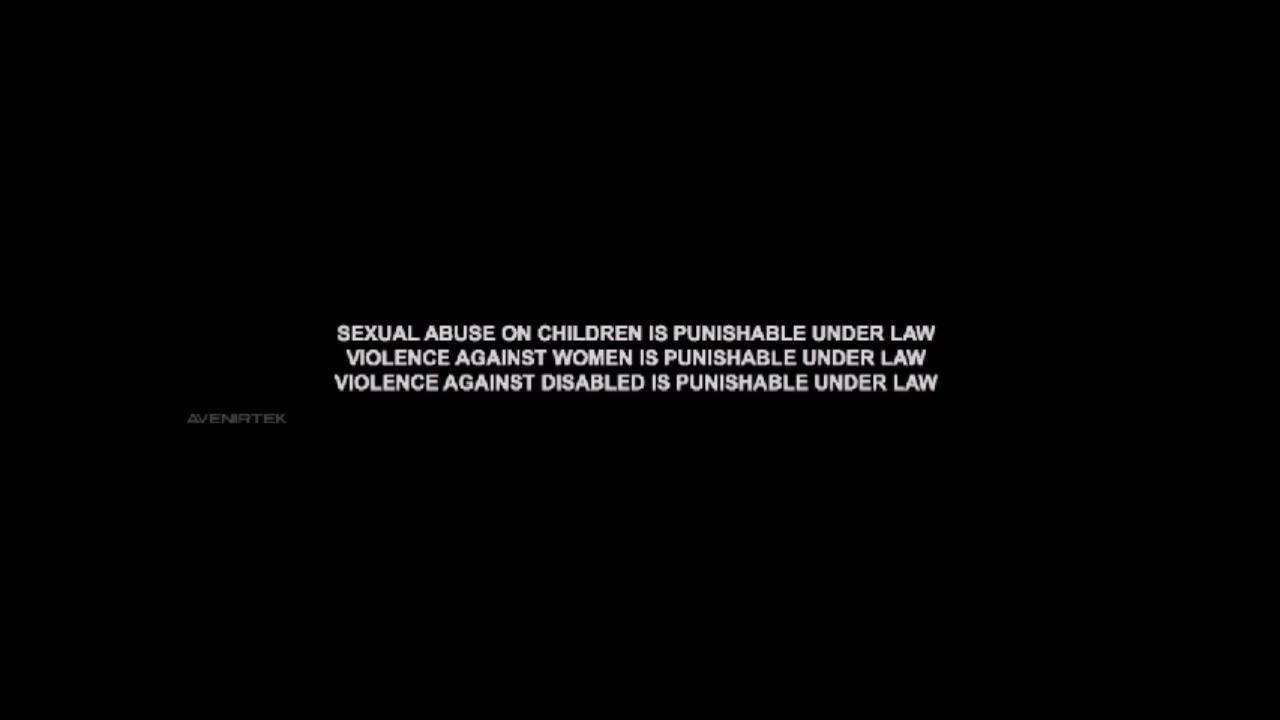 SEXUAL ABUSE ON CHILDREN IS PUNISHABLE UNDER LAW
VIOLENCE AGAINST WOMEN IS PUNISHABLE UNDER LAW
VIOLENCE AGAINST DISABLED IS PUNISHABLE UNDER LAW
AVENIRTEK